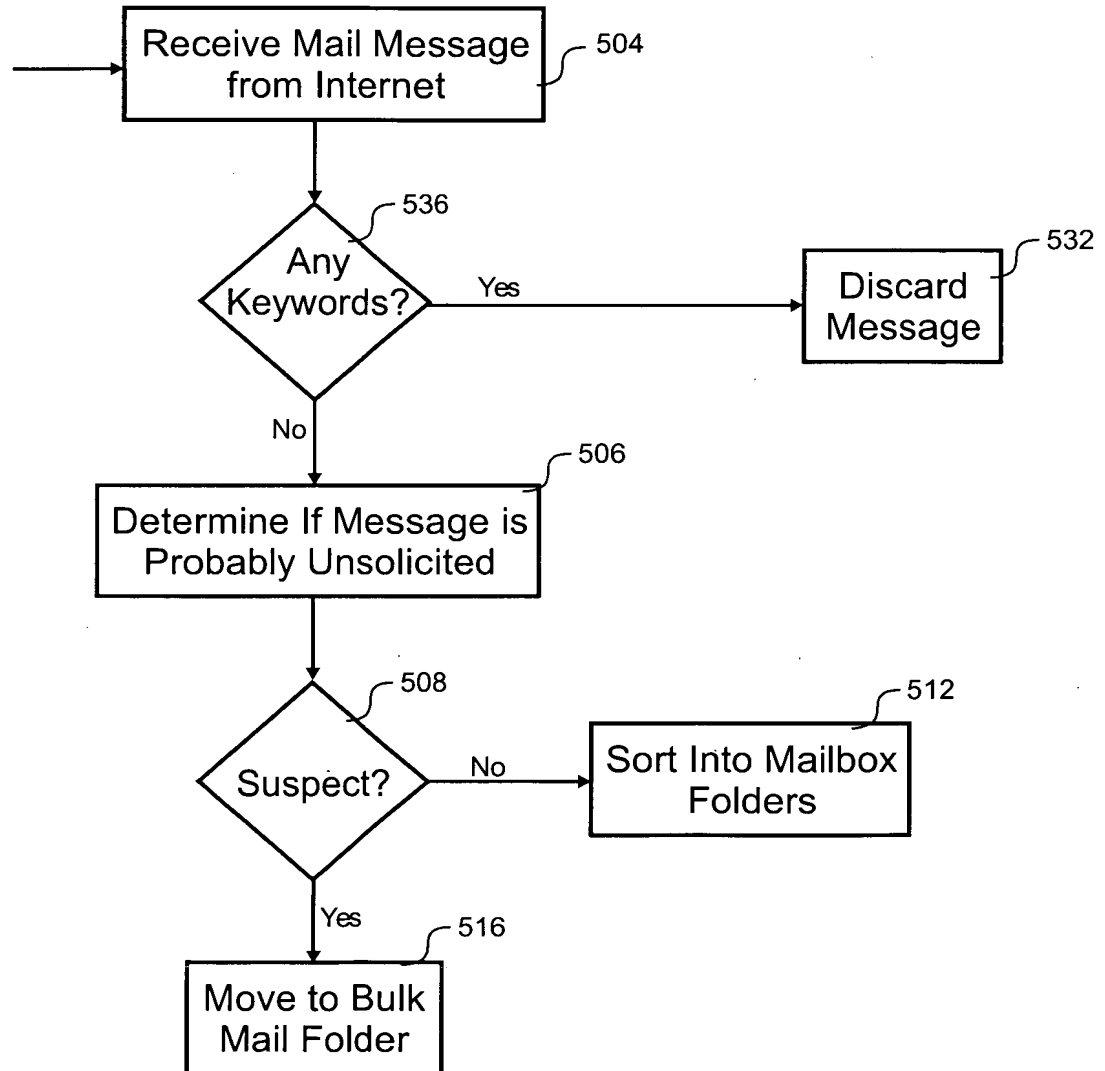 Receive Mail Message
from Internet
504
536
Any
Keywords?
Yes
532
Discard
Message
No
506
Determine If Message is
Probably Unsolicited
508
Suspect?
No
512
Sort Into Mailbox
Folders
Yes
516
Move to Bulk
Mail Folder